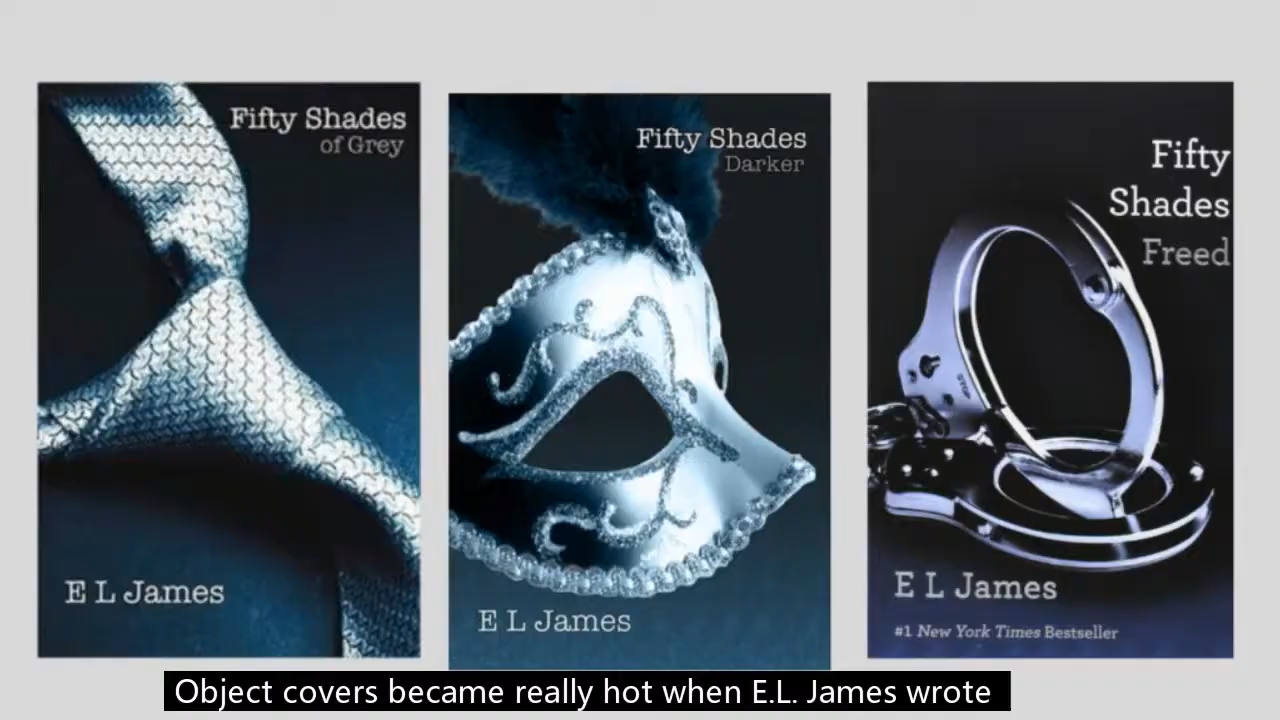 Fifty Shades
of Grey
E L James
Fifty Shades
Darker
E L James
Fifty
Shades
Freed
STOP
E L James
#1 New York Times Bestseller
Object covers became really hot when E.L. James wrote